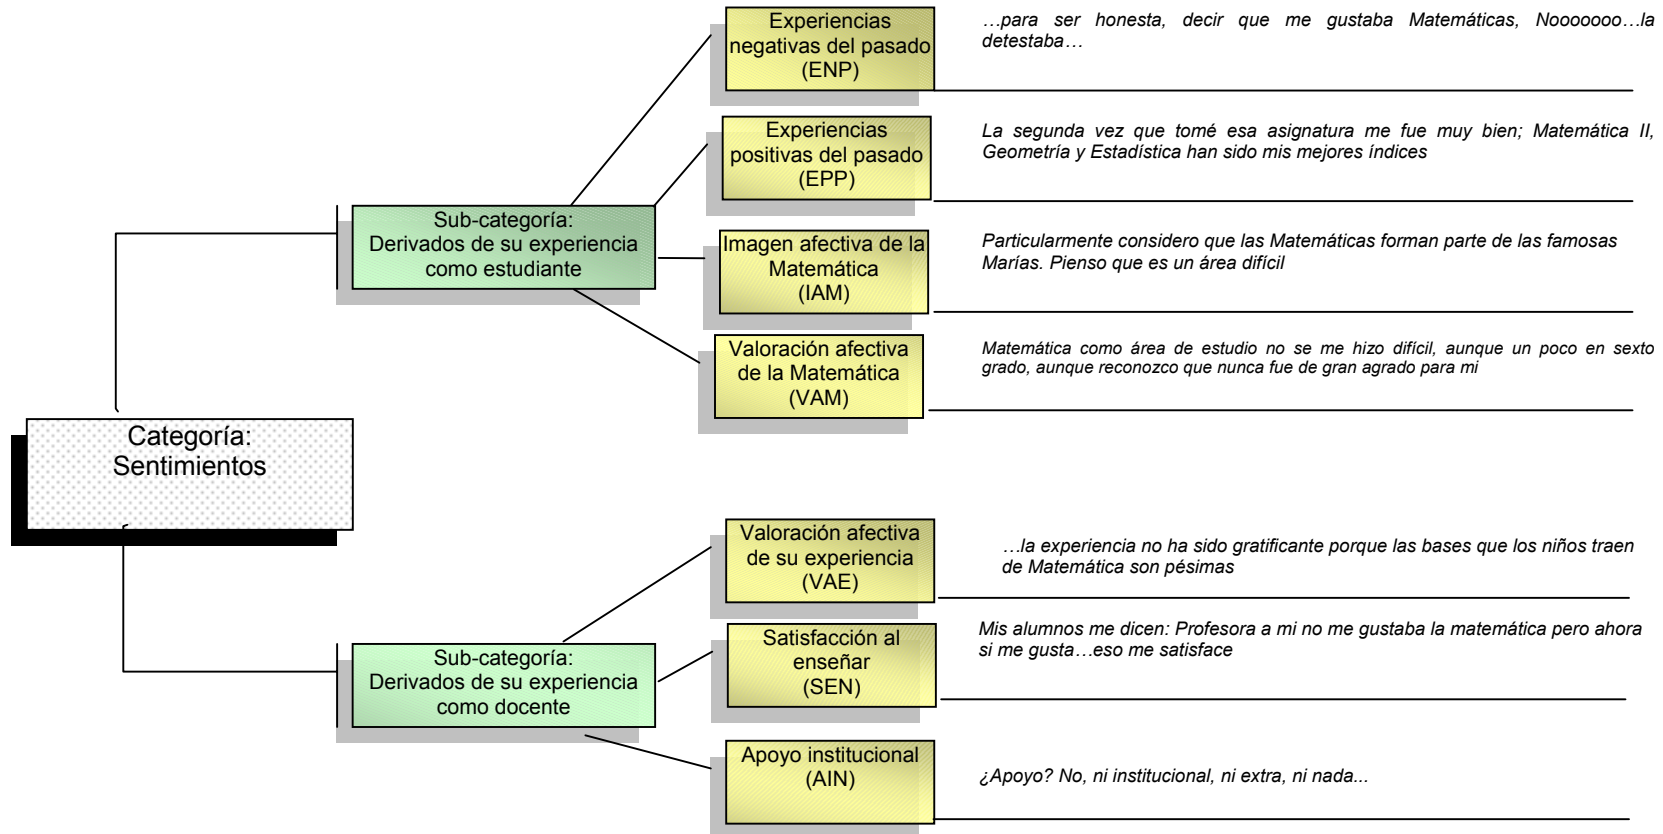 Experiencias
negativas del pasado
(ENP)
…para ser honesta, decir que me gustaba Matemáticas, Nooooooo…la
detestaba…
Experiencias
positivas del pasado
(EPP)
La segunda vez que tomé esa asignatura me fue muy bien; Matemática II,
Geometría y Estadística han sido mis mejores índices
Sub-categoría:
Derivados de su experiencia
como estudiante
Imagen afectiva de la
Matemática
(IAM)
Particularmente considero que las Matemáticas forman parte de las famosas
Marías. Pienso que es un área difícil
Valoración afectiva
de la Matemática
(VAM)
Matemática como área de estudio no se me hizo difícil, aunque un poco en sexto
grado, aunque reconozco que nunca fue de gran agrado para mi
Categoría:
Sentimientos
Valoración afectiva
de su experiencia
(VAE)
…la experiencia no ha sido gratificante porque las bases que los niños traen
de Matemática son pésimas
Sub-categoría:
Derivados de su experiencia
como docente
Satisfacción al
enseñar
(SEN)
Mis alumnos me dicen: Profesora a mi no me gustaba la matemática pero ahora
si me gusta…eso me satisface
Apoyo institucional
(AIN)
¿Apoyo? No, ni institucional, ni extra, ni nada...